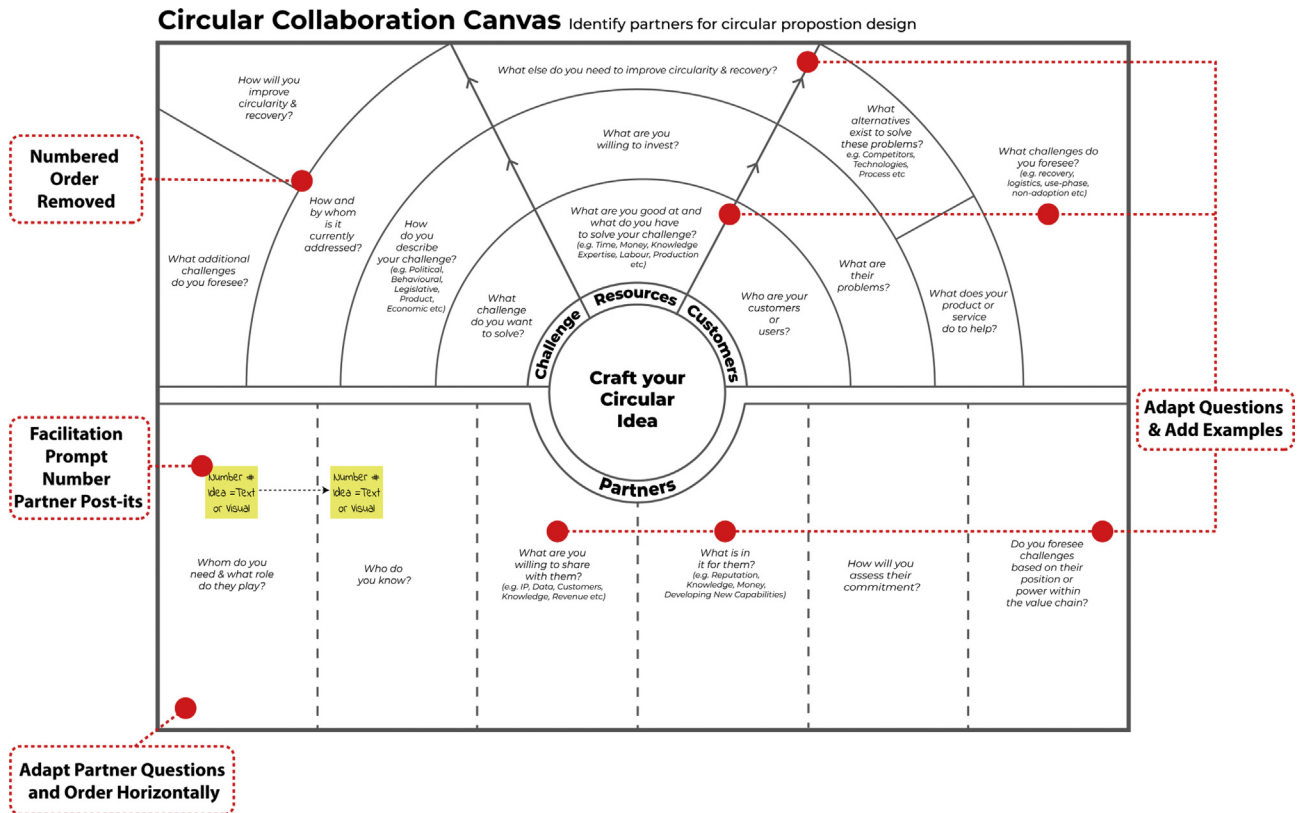 Circular Collaboration Canvas Identify partners for circular propostion design
How will you
improve
circularity &
recovery?
What else do you need to improve circularity & recovery?
What
alternatives
exist to solve
these problems?
e.g. Competitors,
Technologies,
Process etc
What challenges do
you foresee?
(e.g. recovery,
logistics, use-phase,
non-adoption etc)
What are you
willing to invest?
Numbered
Order
Removed
How and
by whom
is it
currently
addressed?
How
do you
describe
your challenge?
(e.g. Political,
Behavioural,
Legislative,
Product,
Economic etc)
What are you good at and
what do you have
to solve your challenge?
(e.g. Time, Money, Knowledge
Expertise, Labour, Production
etc)
What additional
challenges
do you foresee?
What
challenge
do you want
to solve?
Who are your
customers
or
users?
What are
their
problems?
What does your
product or
service
do to help?
Challenge
Resources
Customers
Craft your
Circular
Idea
Partners
Adapt Questions
& Add Examples
Facilitation
Prompt
Number
Partner Post-its
Number #
Idea =Text
or Visual
Number #
Idea =Text
or Visual
Whom do you
need & what role
do they play?
Who do
you know?
What are you
willing to share
with them?
(e.g. IP, Data, Customers,
Knowledge, Revenue etc)
What is in
it for them?
(e.g. Reputation,
Knowledge, Money,
Developing New Capabilities)
How will you
assess their
commitment?
Do you foresee
challenges
based on their
position or
power within
the value chain?
Adapt Partner Questions
and Order Horizontally